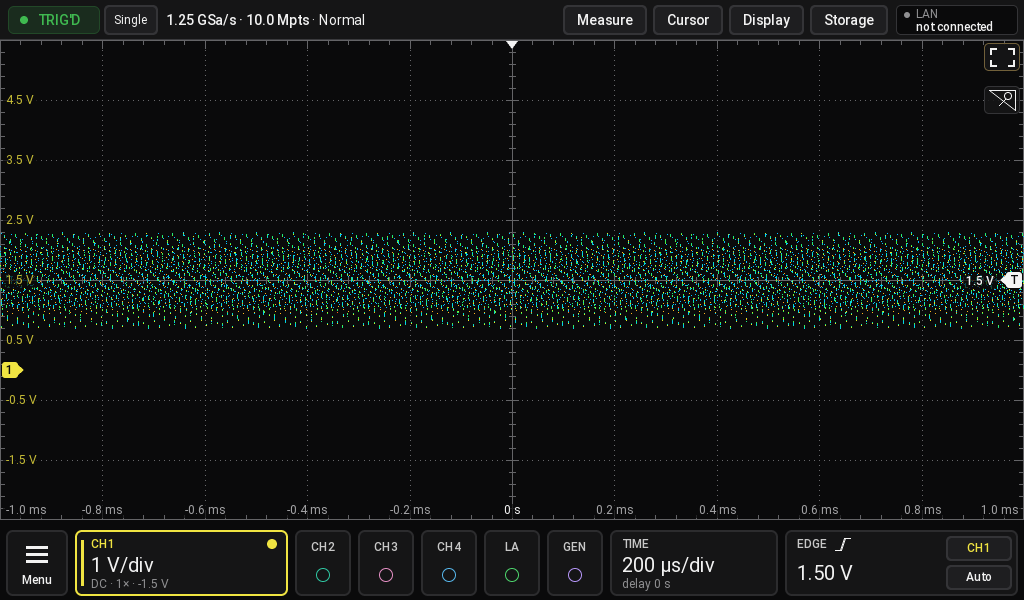 TRIG'D
Single
1.25 GSa/s · 10.0 Mpts · Normal
Measure
Cursor
Display
Storage
LAN
not connected
4.5 V
3.5 V
2.5 V
1.5 V
1.5 V
T
0.5 V
1
-0.5 V
-1.5 V
-1.0 ms
-0.8 ms
-0.6 ms
-0.4 ms
-0.2 ms
0 s
0.2 ms
0.4 ms
0.6 ms
0.8 ms
1.0 ms
Menu
CH1
1 V/div
DC · 1× · -1.5 V
CH2
CH3
CH4
LA
GEN
TIME
200 µs/div
delay 0 s
EDGE
1.50 V
CH1
Auto